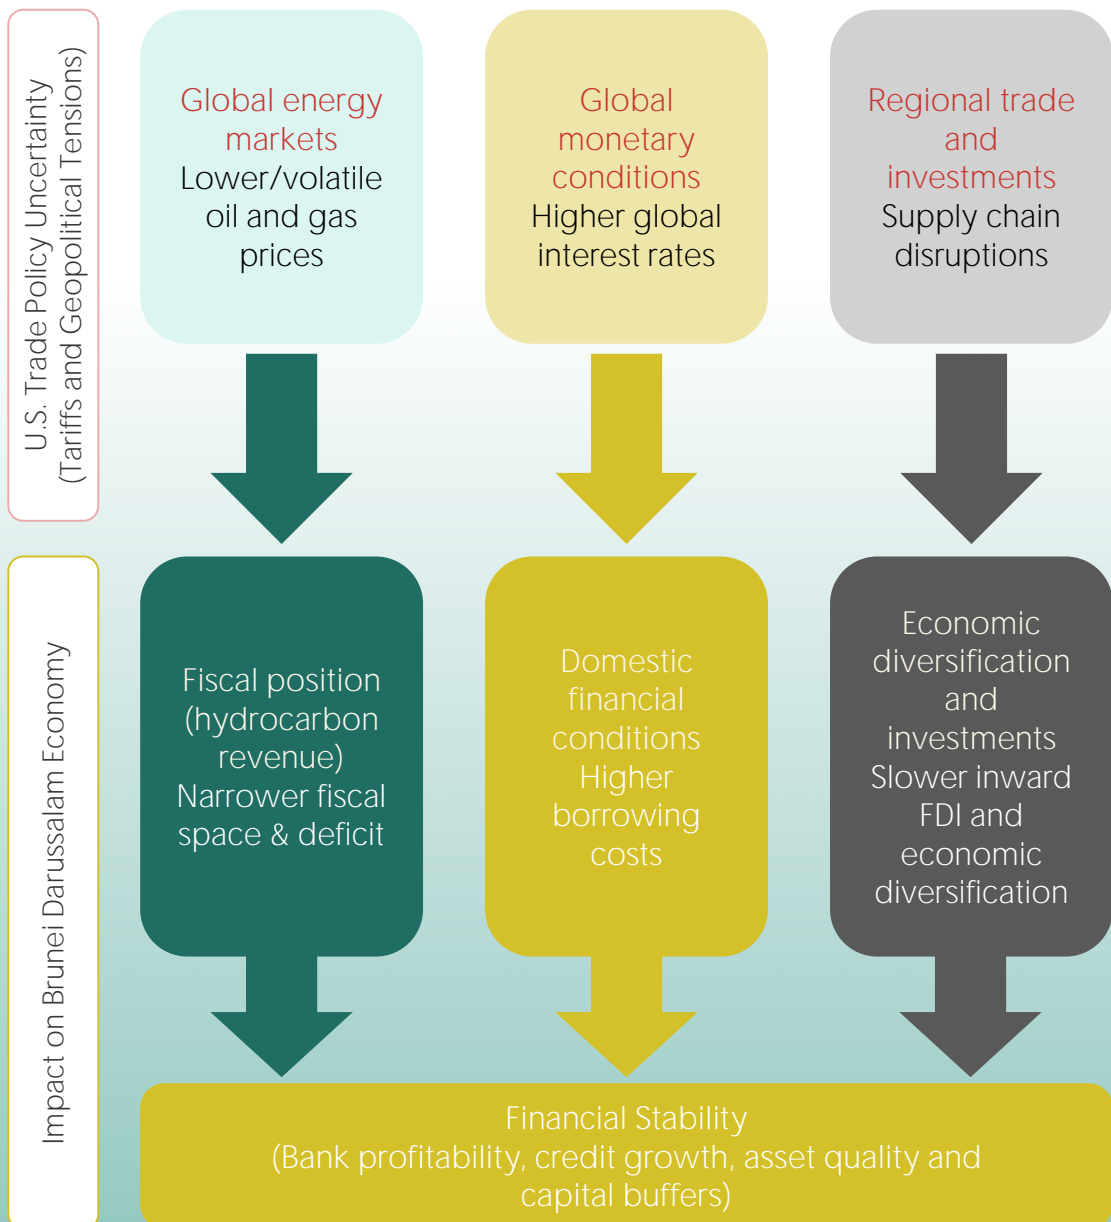 U.S. Trade Policy Uncertainty
(Tariffs and Geopolitical Tensions)
Global energy
markets
Lower/volatile
oil and gas
prices
Global
monetary
conditions
Higher global
interest rates
Regional trade
and
investments
Supply chain
disruptions
Impact on Brunei Darussalam Economy
Fiscal position
(hydrocarbon
revenue)
Narrower fiscal
space & deficit
Domestic
financial
conditions
Higher
borrowing
costs
Economic
diversification
and
investments
Slower inward
FDI and
economic
diversification
Financial Stability
(Bank profitability, credit growth, asset quality and
capital buffers)